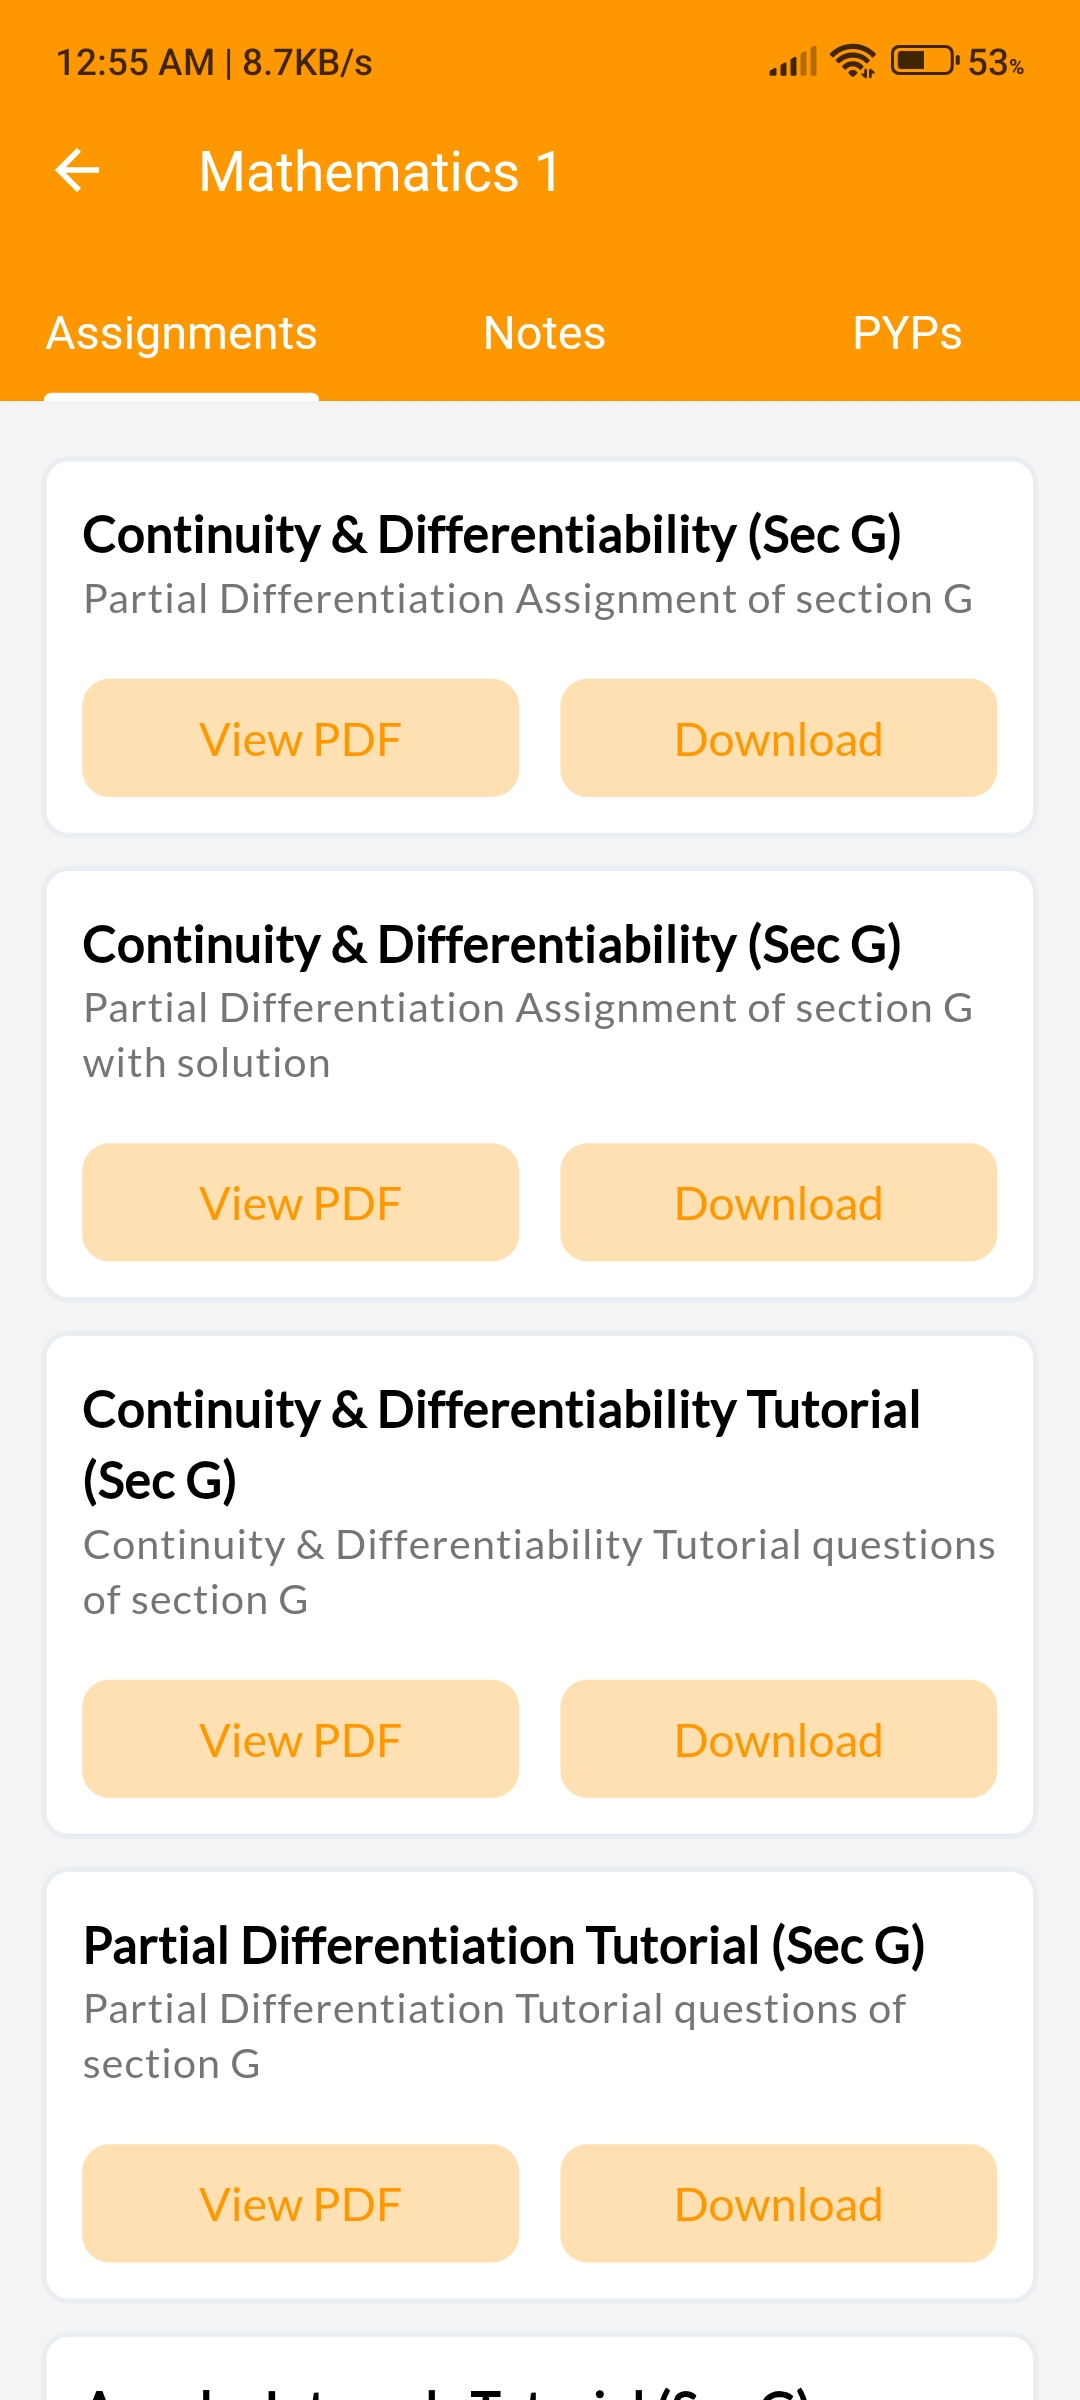 12:55 AM | 8.7KB/s 53%
Mathematics 1
Assignments Notes PYPs
Continuity & Differentiability (Sec G)
Partial Differentiation Assignment of section G
View PDF Download
Continuity & Differentiability (Sec G)
Partial Differentiation Assignment of section G
with solution
View PDF Download
Continuity & Differentiability Tutorial
(Sec G)
Continuity & Differentiability Tutorial questions
of section G
View PDF Download
Partial Differentiation Tutorial (Sec G)
Partial Differentiation Tutorial questions of
section G
View PDF Download
Tutorial (Sec G)